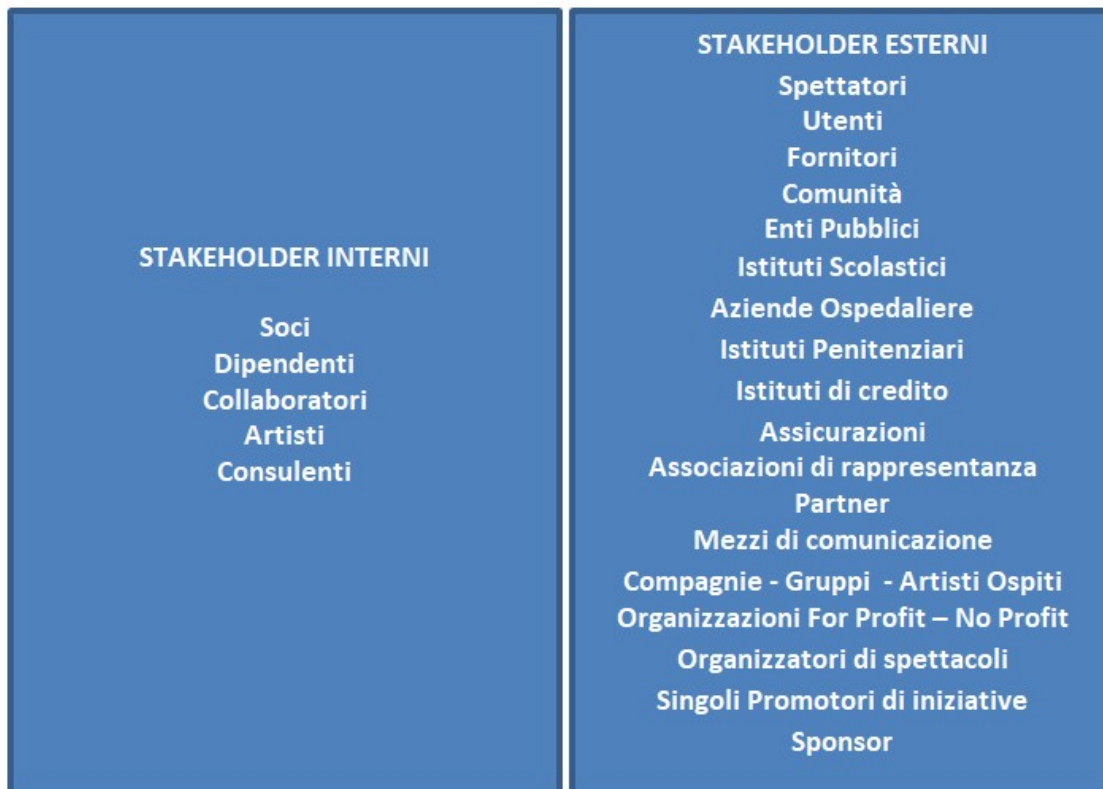 STAKEHOLDER INTERNI
Soci
Dipendenti
Collaboratori
Artisti
Consulenti
STAKEHOLDER ESTERNI
Spettatori
Utenti
Fornitori
Comunità
Enti Pubblici
Istituti Scolastici
Aziende Ospedaliere
Istituti Penitenziari
Istituti di credito
Assicurazioni
Associazioni di rappresentanza
Partner
Mezzi di comunicazione
Compagnie - Gruppi - Artisti Ospiti
Organizzazioni For Profit – No Profit
Organizzatori di spettacoli
Singoli Promotori di iniziative
Sponsor